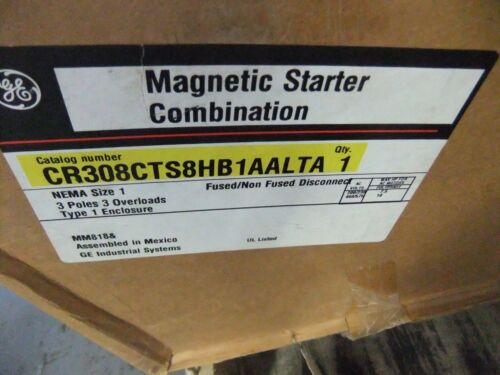 GE
Magnetic Starter
Combination
Catalog number
Qty.
CR308CTS8HB1AALTA 1
NEMA Size 1
Fused/Non Fused Disconnect
3 Poles 3 Overloads
Type 1 Enclosure
MM818&
Assembled in Mexico
UL Listed
GE Industrial Systems